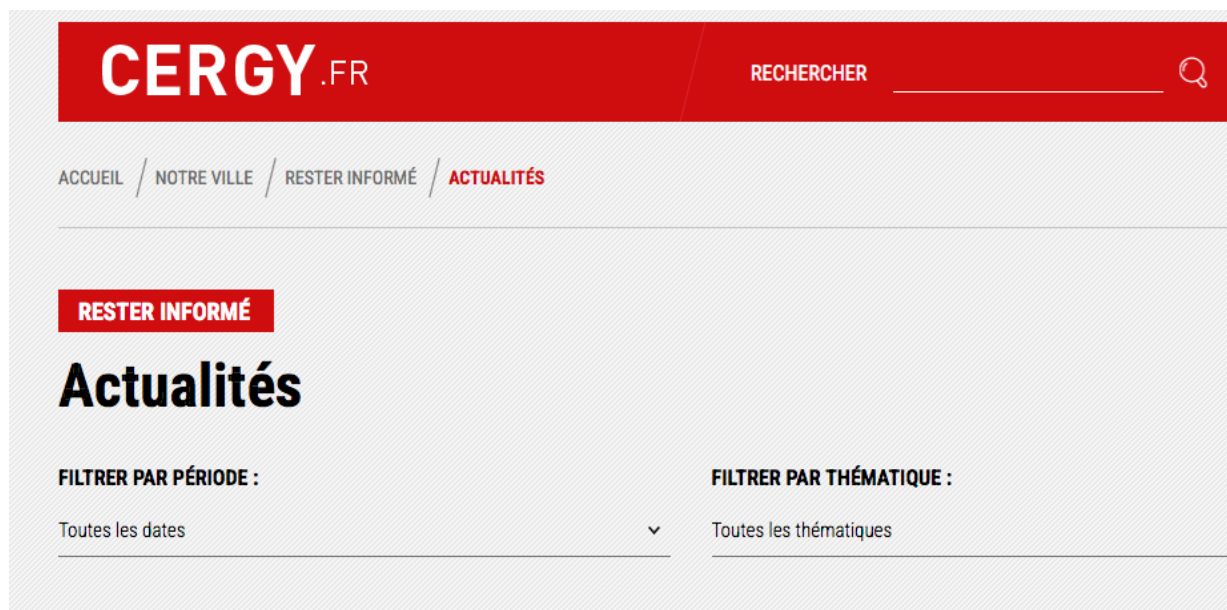 CERGY.FR RECHERCHER
ACCUEIL / NOTRE VILLE / RESTER INFORMÉ / ACTUALITÉS
RESTER INFORMÉ
Actualités
FILTRER PAR PÉRIODE : FILTRER PAR THÉMATIQUE :
Toutes les dates Toutes les thématiques